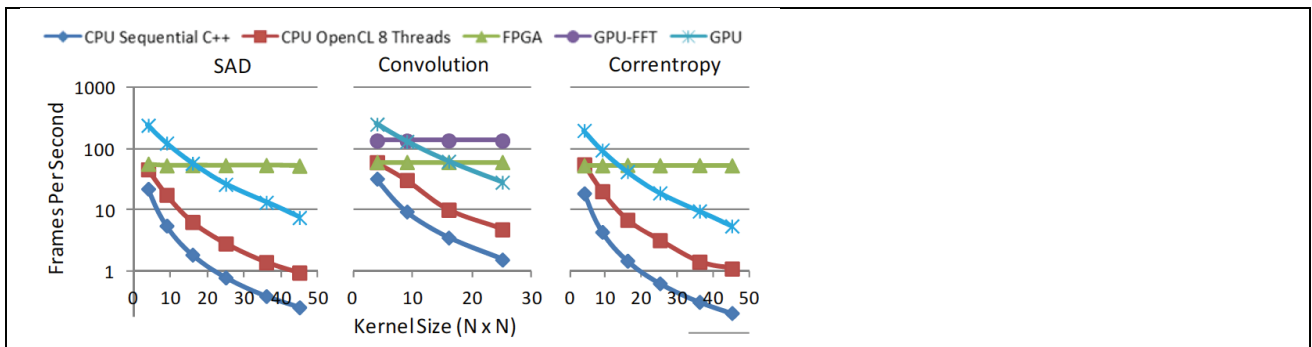 CPU Sequential C++ CPU OpenCL 8 Threads FPGA GPU-FFT GPU
SAD Convolution Correntropy
Frames Per Second
1000
100
10
1
0 10 20 30 40 50 0 10 20 30 0 10 20 30 40 50
Kernel Size (N x N)